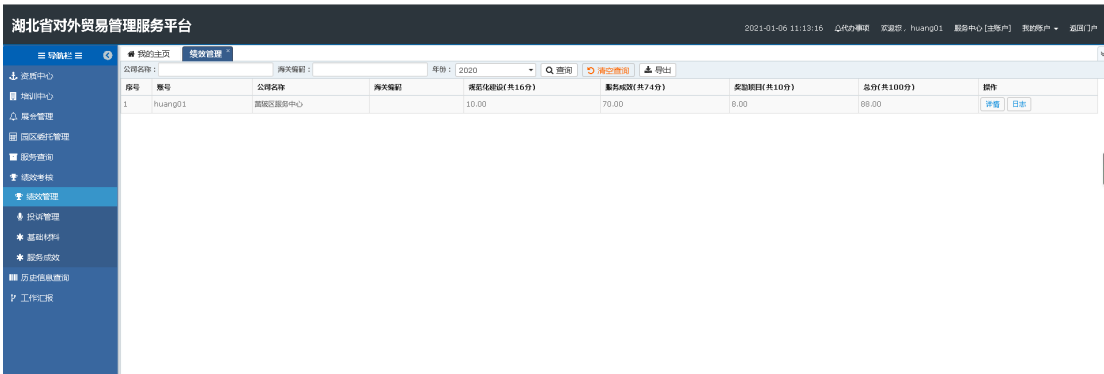 湖北省对外贸易管理服务平台
2021-01-06 11:13:16 总代办事项 欢迎您，huang01 服务中心 [主账户] 我的账户 返回门户
导航栏 我的主页 绩效管理
公司名称： 海关编码： 年份： 2020 查询 清空查询 导出
序号 账号 公司名称 海关编码 规范化建设(共16分) 服务成效(共74分) 奖励项目(共10分) 总分(共100分) 操作
1 huang01 区服务中心 10.00 70.00 8.00 88.00 详情 日志
资质中心
培训中心
展会管理
园区委托管理
服务查询
绩效考核
绩效管理
投诉管理
基础材料
服务成效
历史信息查询
工作汇报